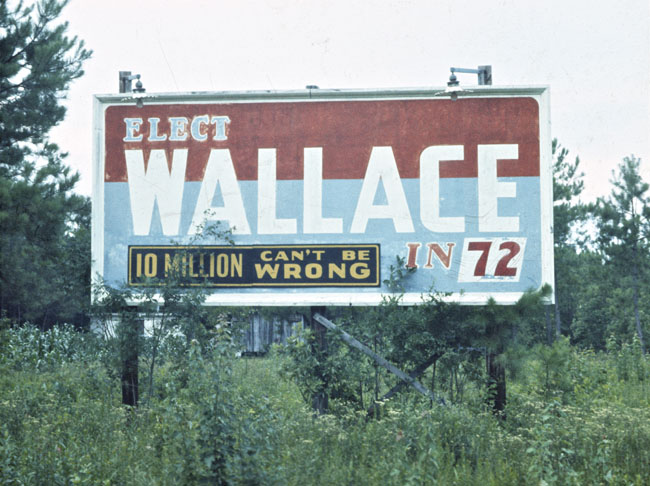 ELECT
WALLACE
10 MILLION CAN'T BE WRONG
IN 72